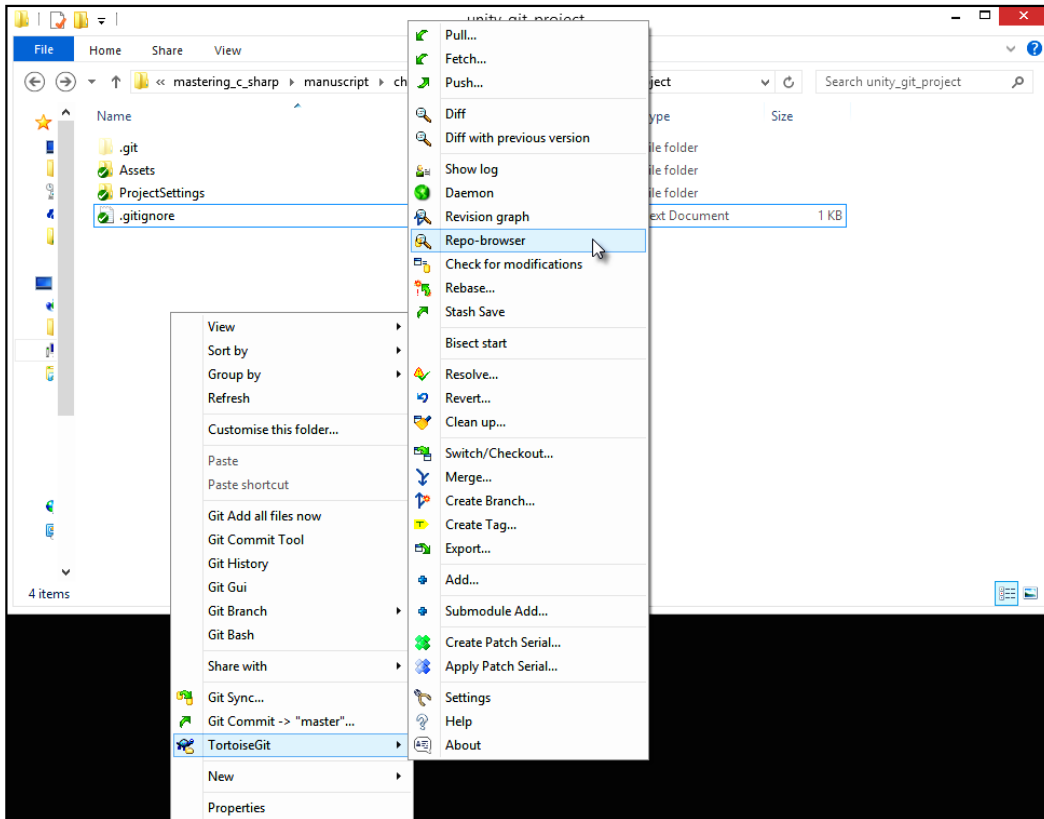 unity_git_project
File Home Share View
« mastering_c_sharp manuscript ch ject Search unity_git_project
Name ype Size
.git ile folder
Assets ile folder
ProjectSettings ile folder
.gitignore ext Document 1 KB
4 items
View
Sort by
Group by
Refresh
Customise this folder...
Paste
Paste shortcut
Git Add all files now
Git Commit Tool
Git History
Git Gui
Git Branch
Git Bash
Share with
Git Sync...
Git Commit -> "master"...
TortoiseGit
New
Properties
Pull...
Fetch...
Push...
Diff
Diff with previous version
Show log
Daemon
Revision graph
Repo-browser
Check for modifications
Rebase...
Stash Save
Bisect start
Resolve...
Revert...
Clean up...
Switch/Checkout...
Merge...
Create Branch...
Create Tag...
Export...
Add...
Submodule Add...
Create Patch Serial...
Apply Patch Serial...
Settings
Help
About